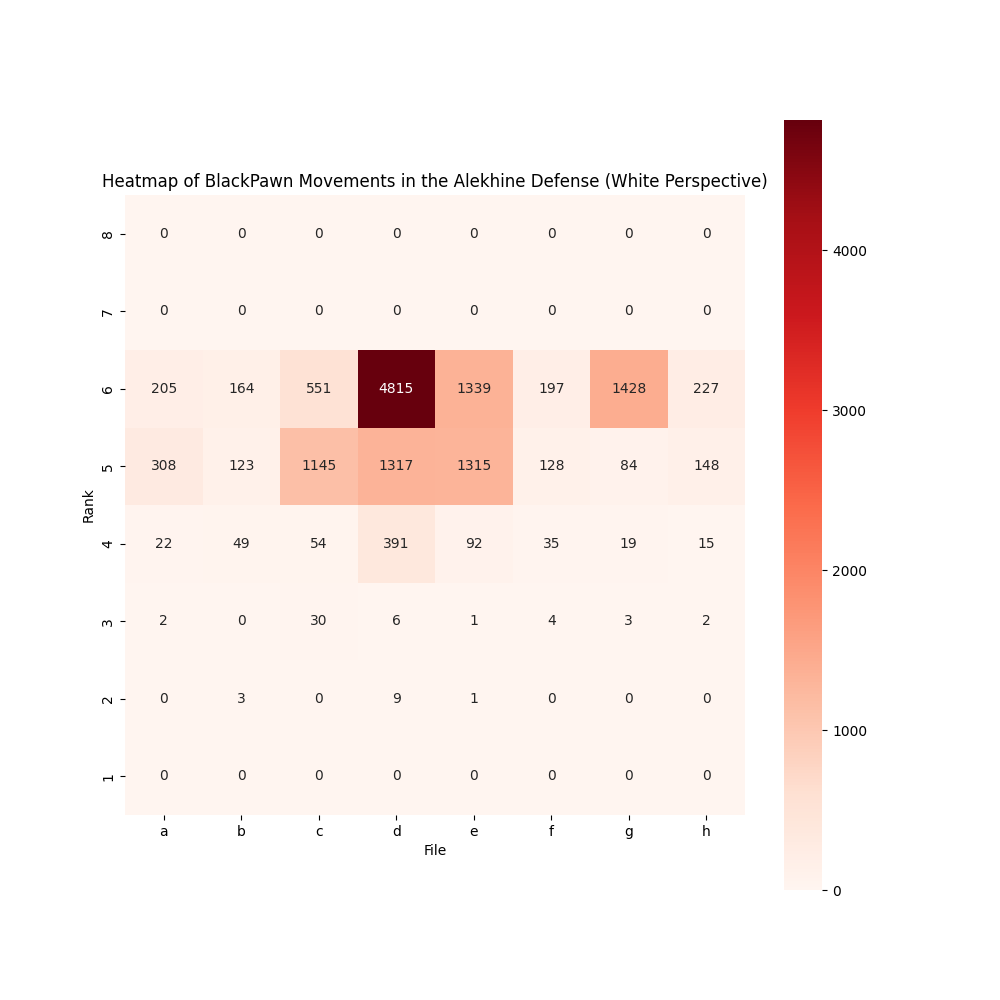 Heatmap of BlackPawn Movements in the Alekhine Defense (White Perspective)
8 0 0 0 0 0 0 0 0
7 0 0 0 0 0 0 0 0
6 205 164 551 4815 1339 197 1428 227
5 308 123 1145 1317 1315 128 84 148
4 22 49 54 391 92 35 19 15
3 2 0 30 6 1 4 3 2
2 0 3 0 9 1 0 0 0
1 0 0 0 0 0 0 0 0
a b c d e f g h
File
Rank
4000
3000
2000
1000
0